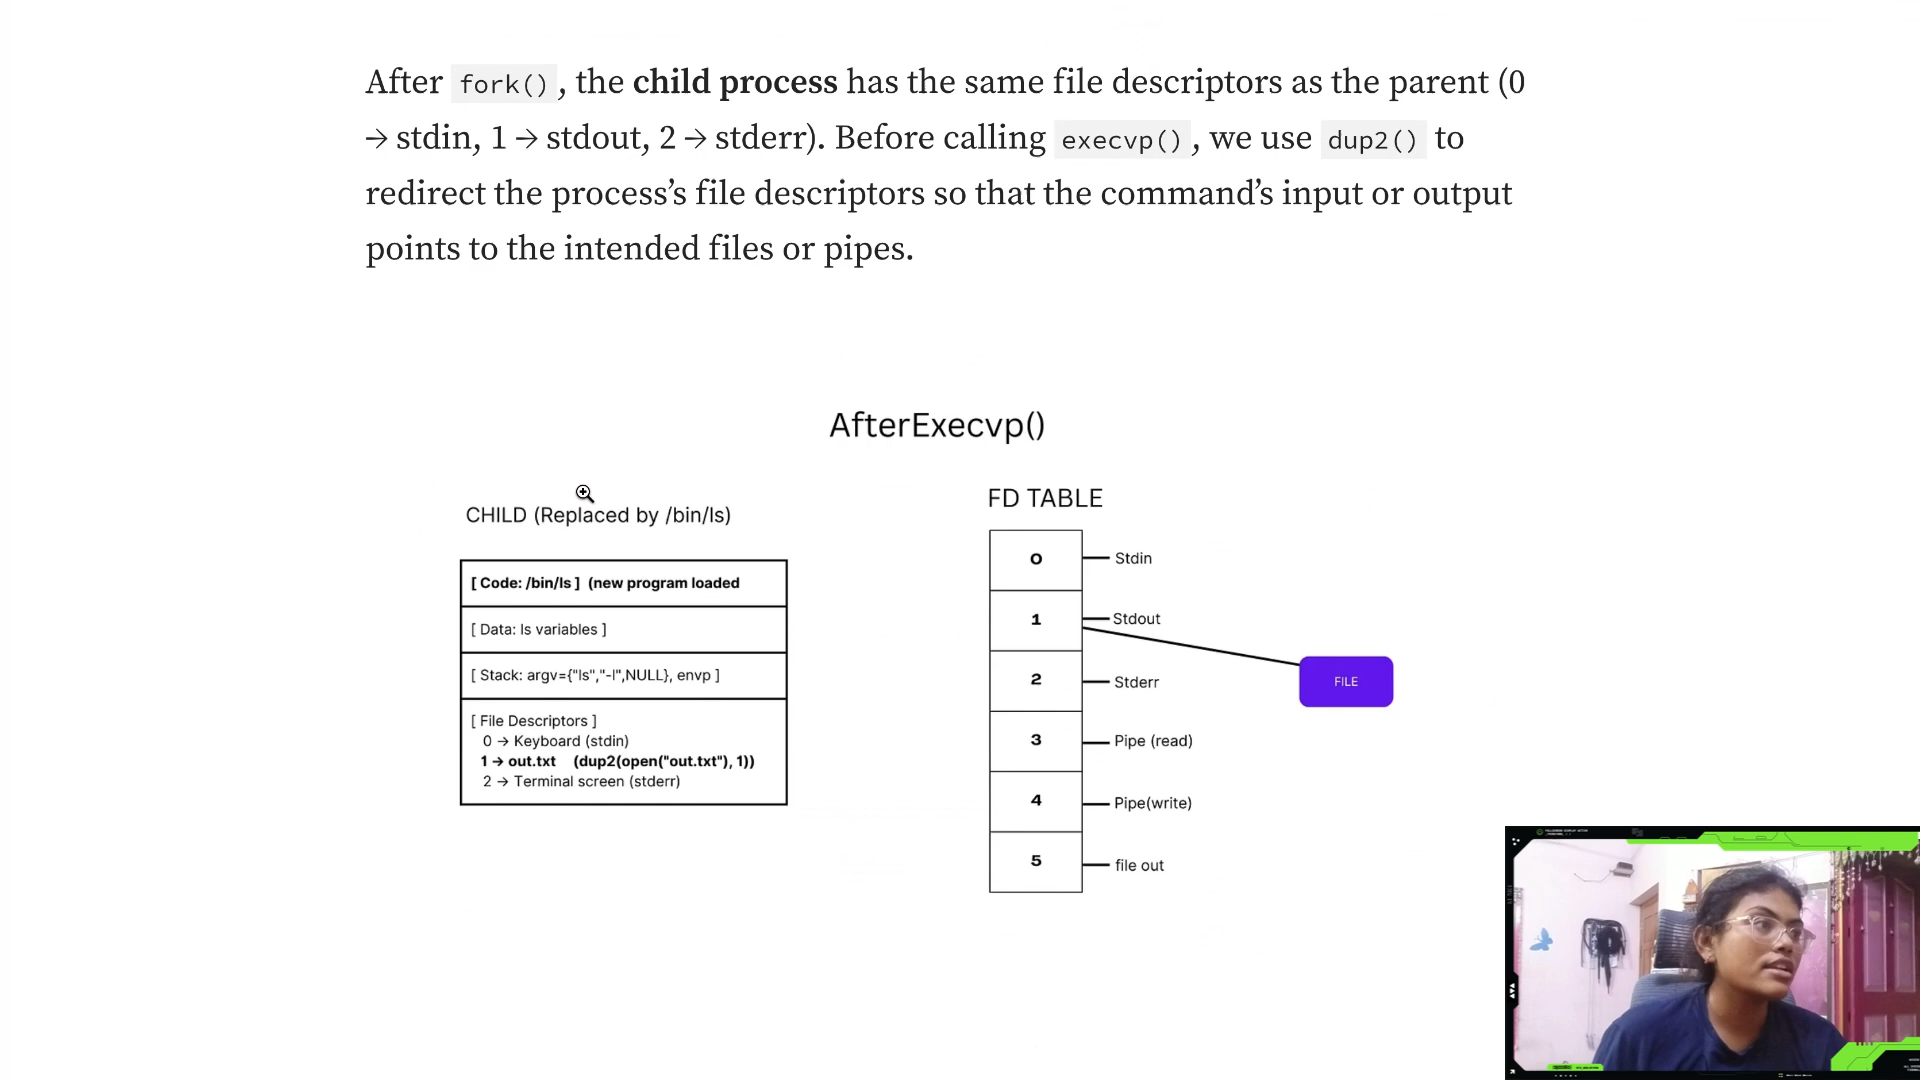 After fork(), the child process has the same file descriptors as the parent (0
→ stdin, 1 → stdout, 2 → stderr). Before calling execvp(), we use dup2() to
redirect the process’s file descriptors so that the command’s input or output
points to the intended files or pipes.
AfterExecvp()
CHILD (Replaced by /bin/ls)
[ Code: /bin/ls ] (new program loaded
[ Data: ls variables ]
[ Stack: argv={"ls","-l",NULL}, envp ]
[ File Descriptors ]
0 → Keyboard (stdin)
1 → out.txt (dup2(open("out.txt"), 1))
2 → Terminal screen (stderr)
FD TABLE
0 Stdin
1 Stdout
2 Stderr
3 Pipe (read)
4 Pipe(write)
5 file out
FILE